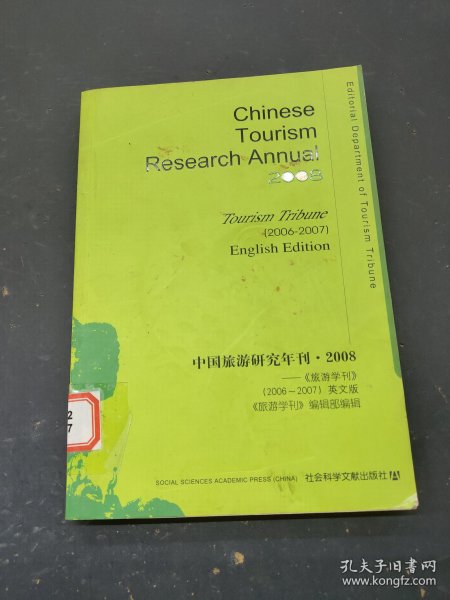 Chinese
Tourism
Research Annual
2008
Tourism Tribune
(2006-2007)
English Edition
Editorial Department of Tourism Tribune
中国旅游研究年刊·2008
——《旅游学刊》
(2006～2007) 英文版
《旅游学刊》编辑部编辑
2
7
SOCIAL SCIENCES ACADEMIC PRESS (CHINA) 社会科学文献出版社
孔夫子旧书网
www.kongfz.com